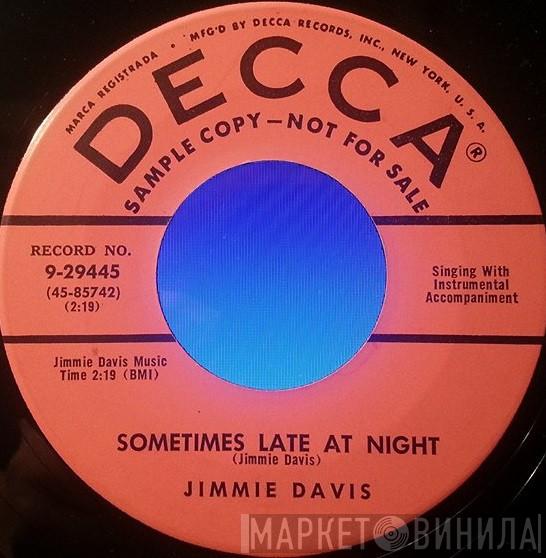 MARCA REGISTRADA • MFG'D BY DECCA RECORDS, INC., NEW YORK, U. S. A.
DECCA®
SAMPLE COPY—NOT FOR SALE
RECORD NO.
9-29445
(45-85742)
(2:19)
Singing With
Instrumental
Accompaniment
Jimmie Davis Music
Time 2:19 (BMI)
SOMETIMES LATE AT NIGHT
(Jimmie Davis)
JIMMIE DAVIS
МАРКЕТ ВИНИЛА